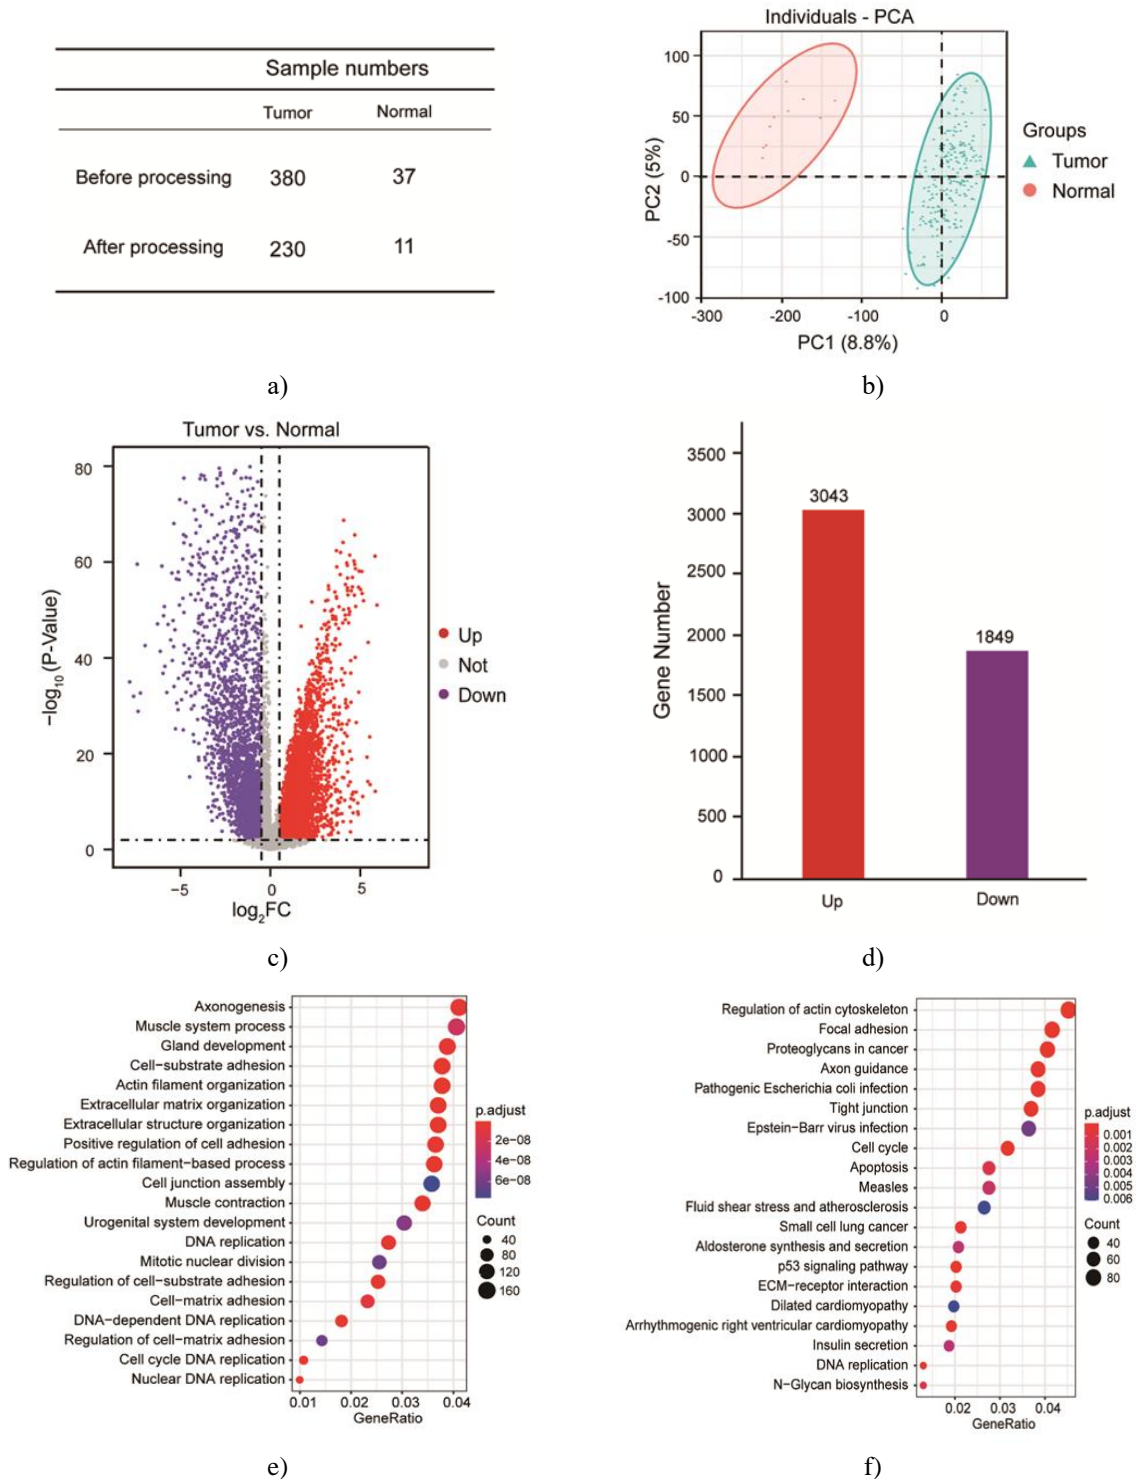 Sample numbers
Tumor Normal
Before processing 380 37
After processing 230 11
a)
Individuals - PCA
PC2 (5%)
100
50
0
-50
-100
-300 -200 -100 0
PC1 (8.8%)
Groups
Tumor
Normal
b)
Tumor vs. Normal
−log10 (P-Value)
80
60
40
20
0
−5 0 5
log2FC
Up
Not
Down
c)
Gene Number
3500
3000
2500
2000
1500
1000
500
0
3043
1849
Up Down
d)
Axonogenesis
Muscle system process
Gland development
Cell−substrate adhesion
Actin filament organization
Extracellular matrix organization
Extracellular structure organization
Positive regulation of cell adhesion
Regulation of actin filament−based process
Cell junction assembly
Muscle contraction
Urogenital system development
DNA replication
Mitotic nuclear division
Regulation of cell−substrate adhesion
Cell−matrix adhesion
DNA−dependent DNA replication
Regulation of cell−matrix adhesion
Cell cycle DNA replication
Nuclear DNA replication
0.01 0.02 0.03 0.04
GeneRatio
p.adjust
2e−08
4e−08
6e−08
Count
40
80
120
160
e)
Regulation of actin cytoskeleton
Focal adhesion
Proteoglycans in cancer
Axon guidance
Pathogenic Escherichia coli infection
Tight junction
Epstein−Barr virus infection
Cell cycle
Apoptosis
Measles
Fluid shear stress and atherosclerosis
Small cell lung cancer
Aldosterone synthesis and secretion
p53 signaling pathway
ECM−receptor interaction
Dilated cardiomyopathy
Arrhythmogenic right ventricular cardiomyopathy
Insulin secretion
DNA replication
N−Glycan biosynthesis
0.02 0.03 0.04
GeneRatio
p.adjust
0.001
0.002
0.003
0.004
0.005
0.006
Count
40
60
80
f)